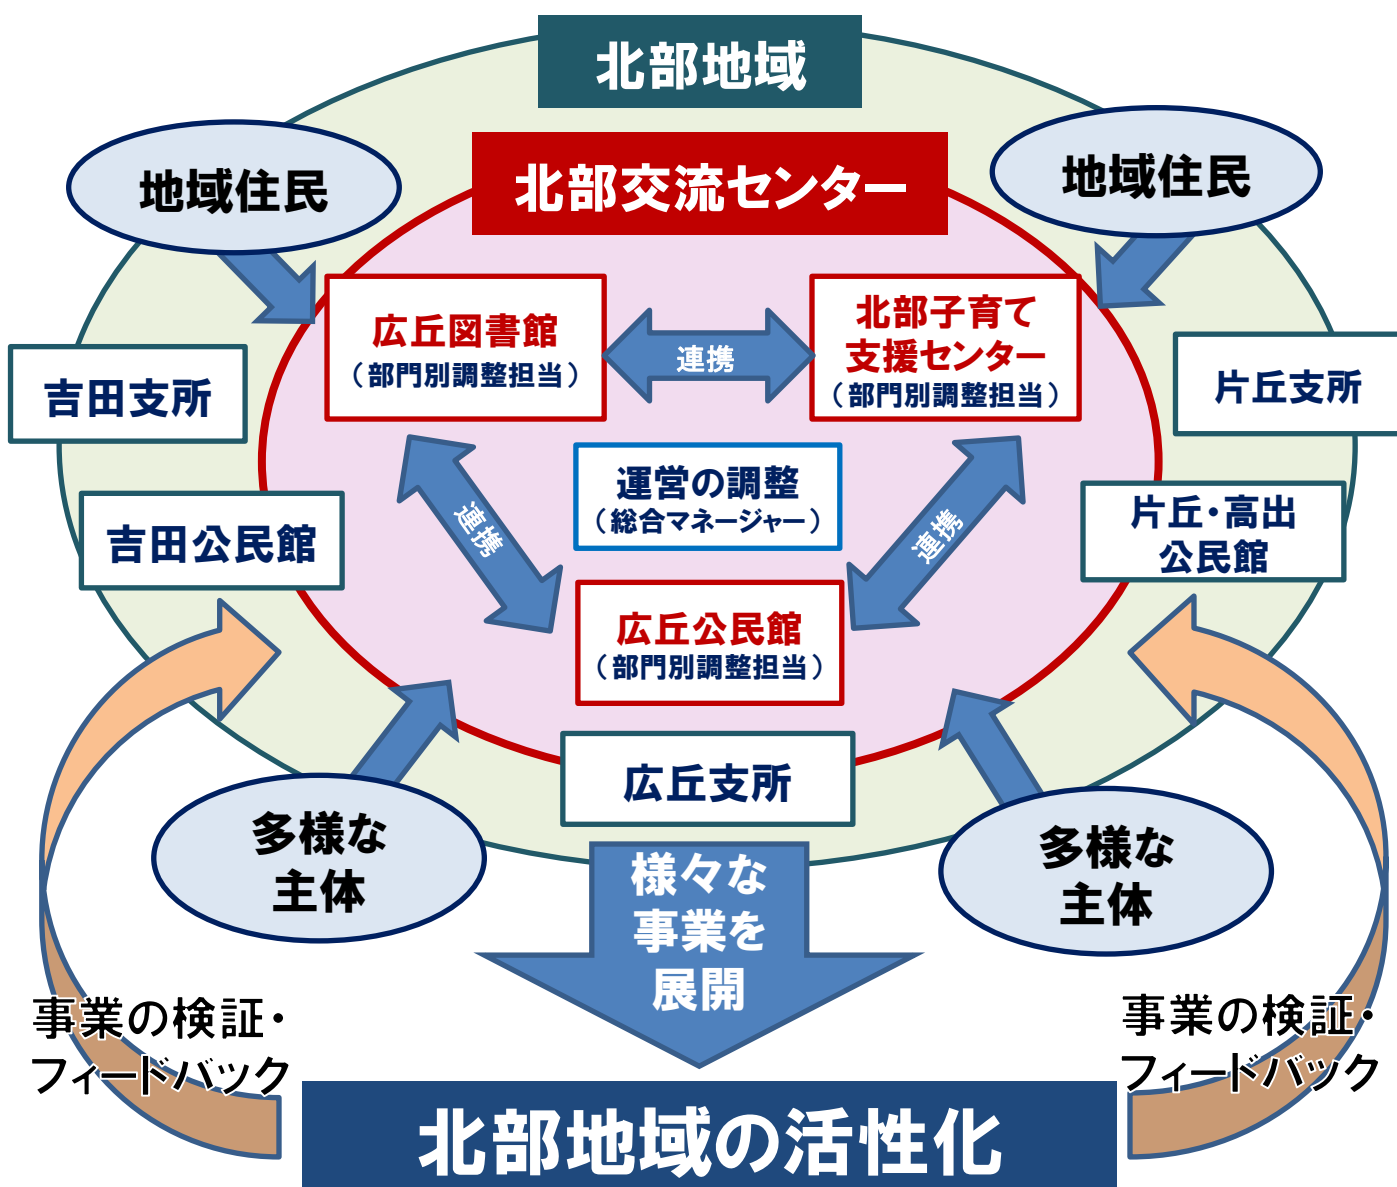 北部地域
北部交流センター
地域住民
地域住民
広丘図書館
（部門別調整担当）
連携
北部子育て
支援センター
（部門別調整担当）
吉田支所
片丘支所
運営の調整
（総合マネージャー）
連携
連携
吉田公民館
片丘・高出
公民館
広丘公民館
（部門別調整担当）
広丘支所
多様な
主体
多様な
主体
様々な
事業を
展開
事業の検証・
フィードバック
事業の検証・
フィードバック
北部地域の活性化